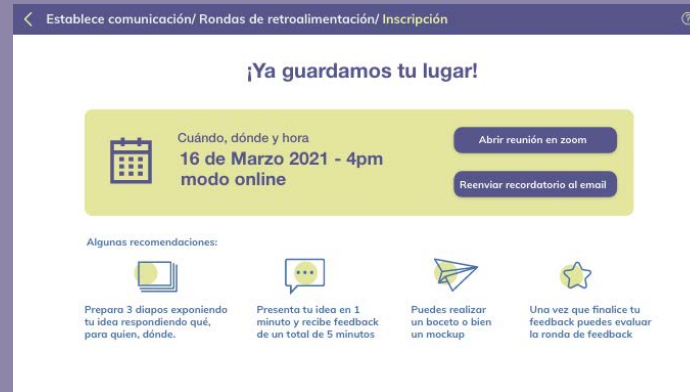 Establece comunicación/ Rondas de retroalimentación/ Inscripción
¡Ya guardamos tu lugar!
Cuándo, dónde y hora
16 de Marzo 2021 - 4pm
modo online
Abrir reunión en zoom
Reenviar recordatorio al email
Algunas recomendaciones:
Prepara 3 diapos exponiendo
tu idea respondiendo qué,
para quien, dónde.
Presenta tu idea en 1
minuto y recibe feedback
de un total de 5 minutos
Puedes realizar
un boceto o bien
un mockup
Una vez que finalice tu
feedback puedes evaluar
la ronda de feedback